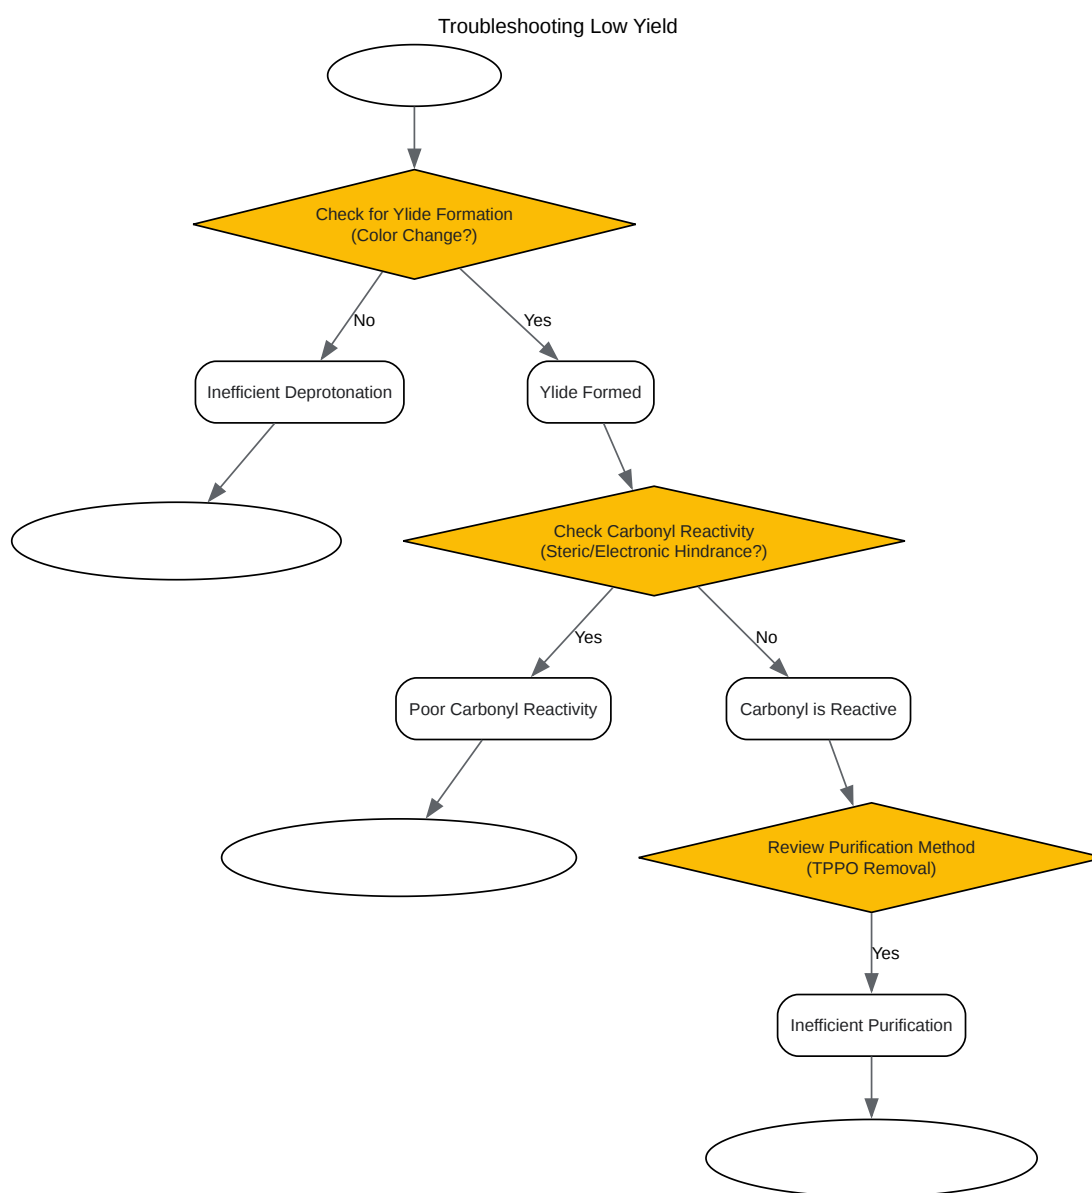 Troubleshooting Low Yield
Check for Ylide Formation
(Color Change?)
No
Yes
Inefficient Deprotonation
Ylide Formed
Check Carbonyl Reactivity
(Steric/Electronic Hindrance?)
Yes
No
Poor Carbonyl Reactivity
Carbonyl is Reactive
Review Purification Method
(TPPO Removal)
Yes
Inefficient Purification